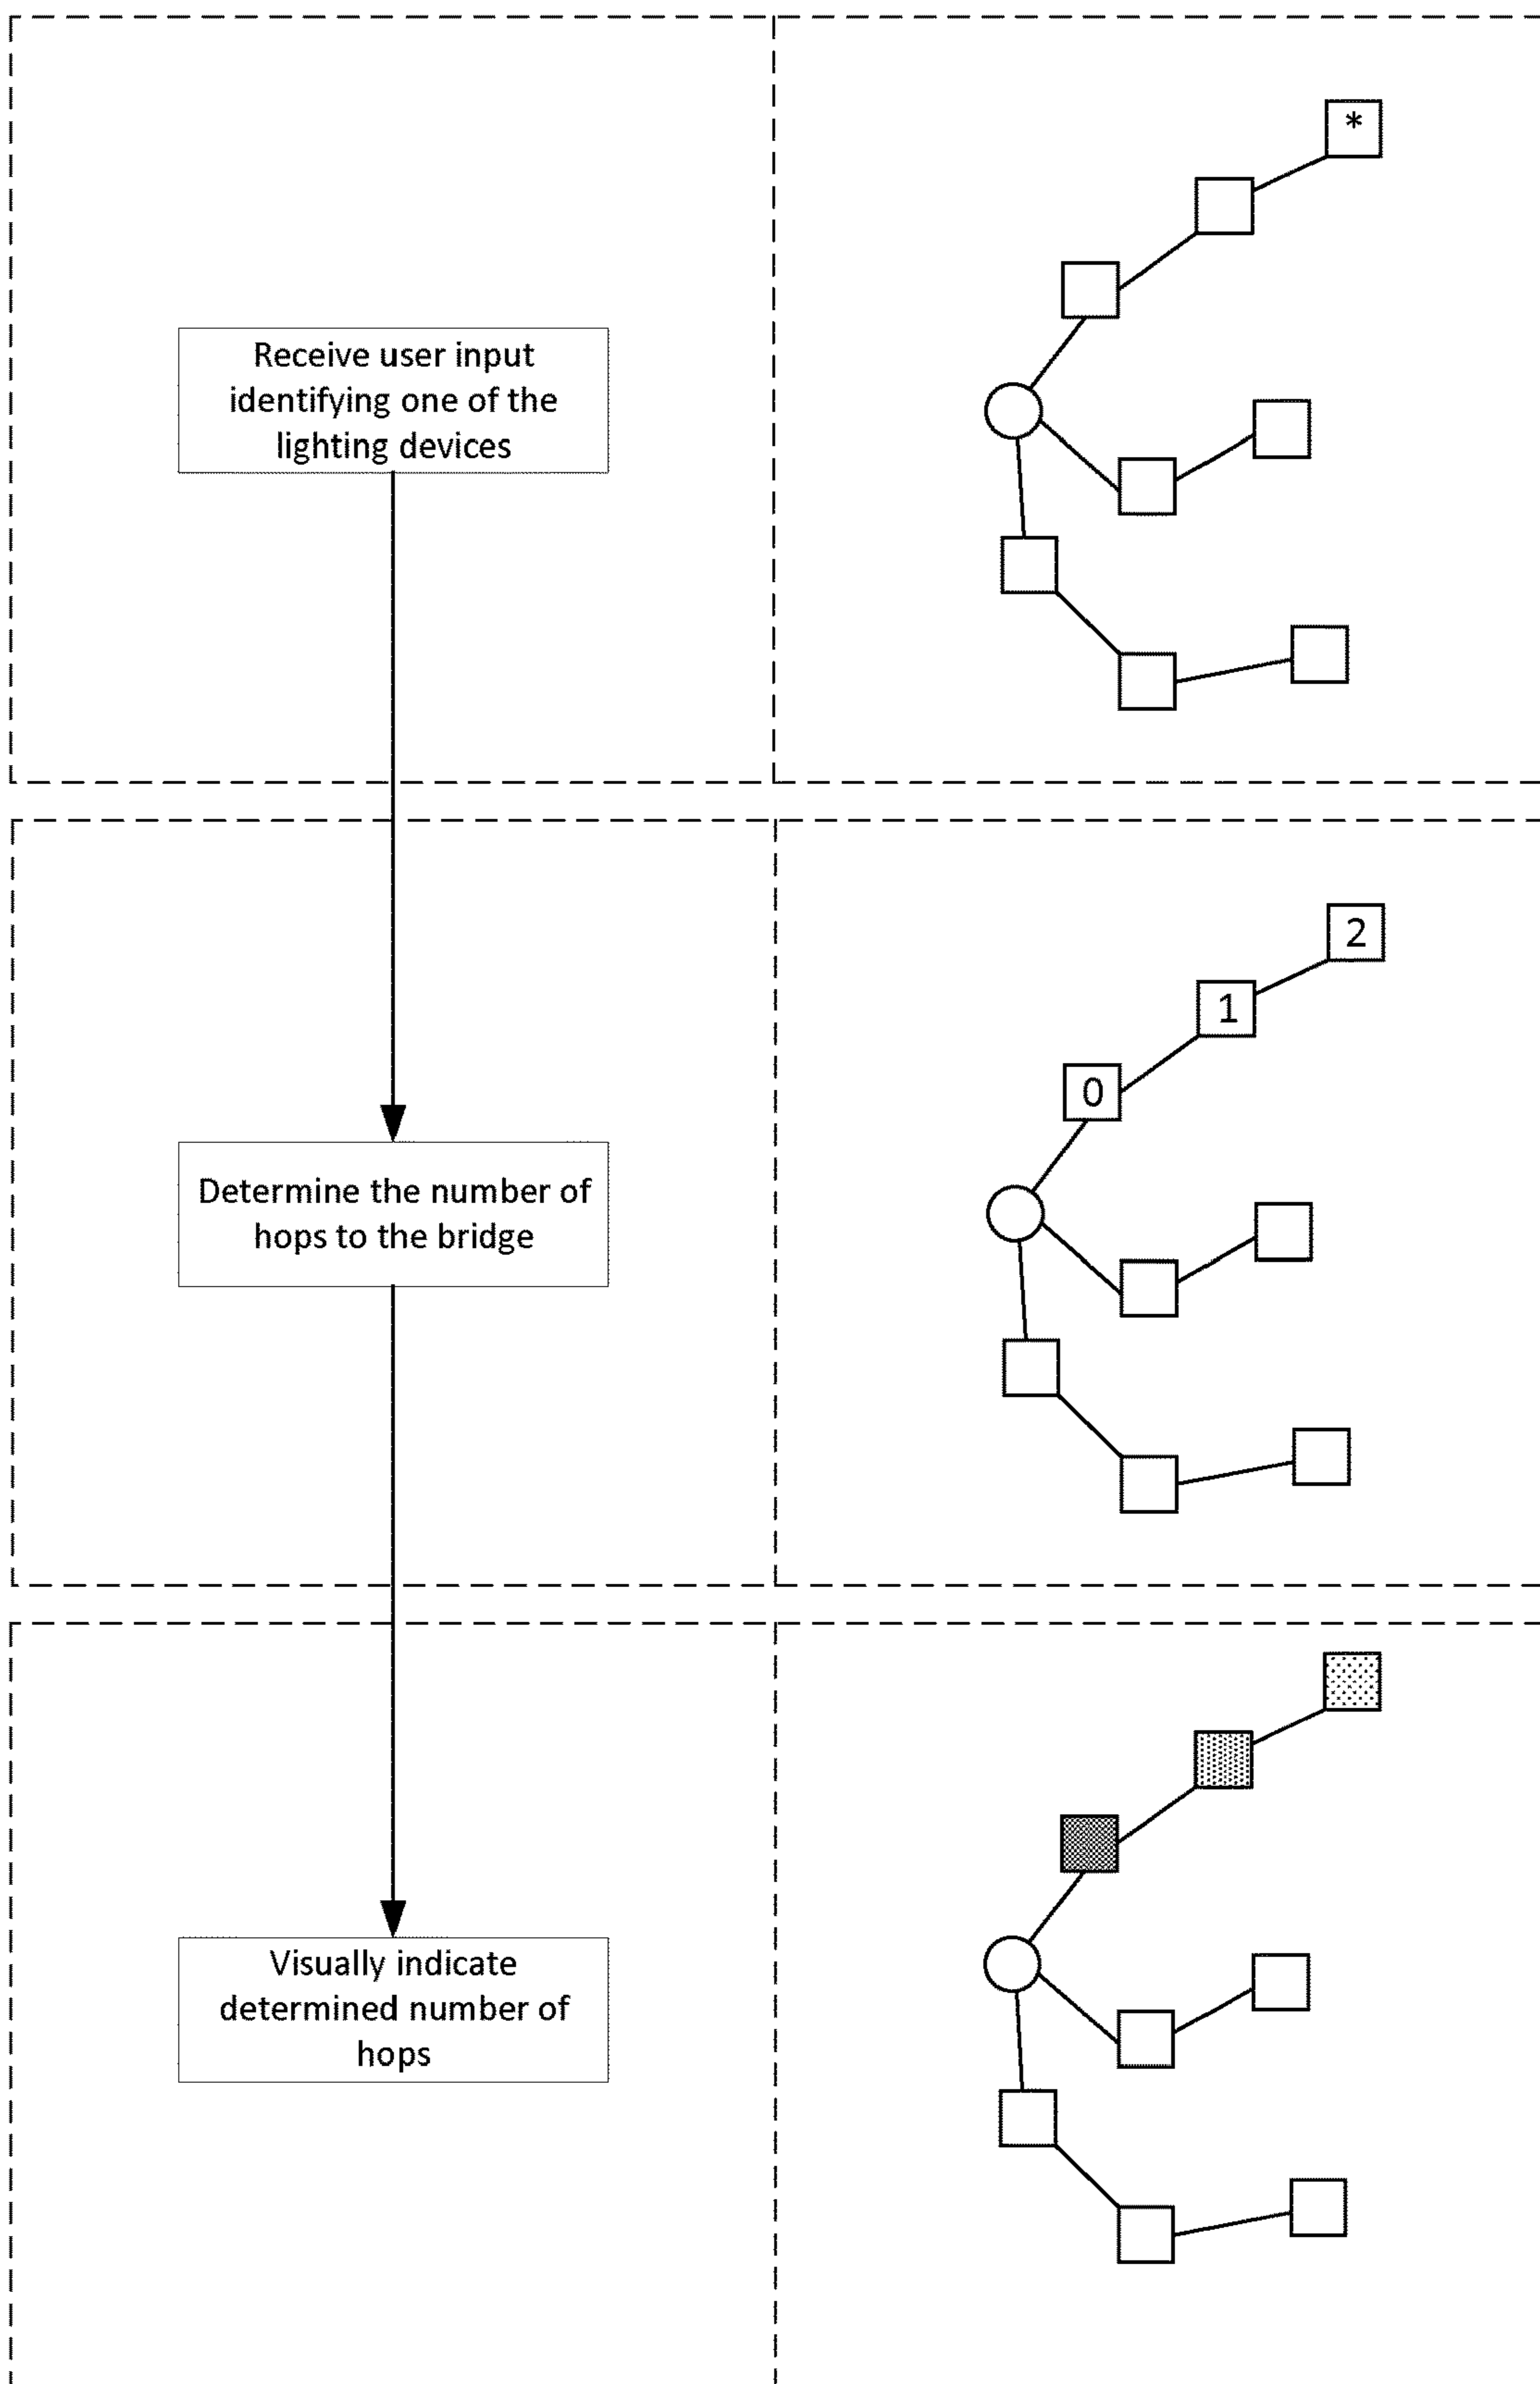 *
Receive user input
identifying one of the
lighting devices
2
1
0
Determine the number of
hops to the bridge
Visually indicate
determined number of
hops